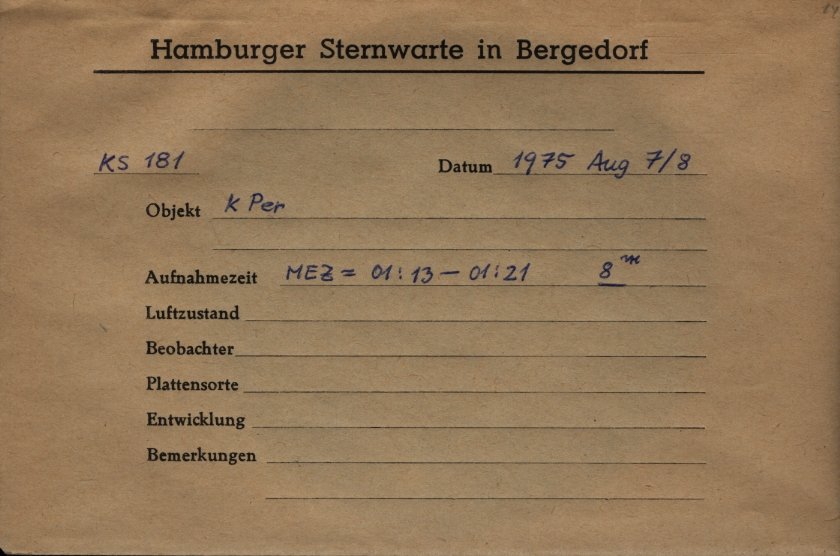 Hamburger Sternwarte in Bergedorf
KS 181 Datum 1975 Aug 7/8
Objekt K Per
Aufnahmezeit MEZ = 01:13 – 01:21 8ᵐ
Luftzustand
Beobachter
Plattensorte
Entwicklung
Bemerkungen